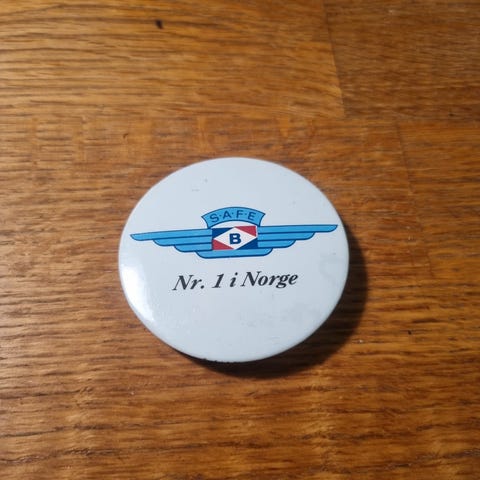 S·A·F·E
B
Nr. 1 i Norge